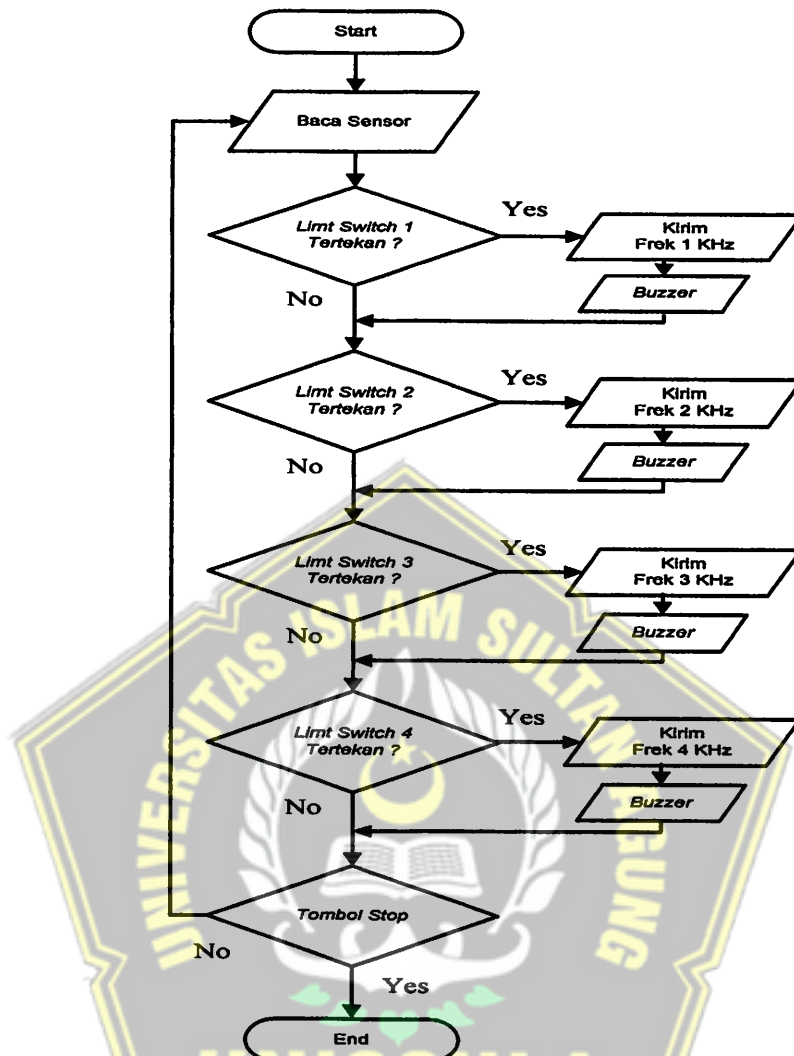 Start
Baca Sensor
Limt Switch 1
Tertekan ?
Yes
Kirim
Frek 1 KHz
Buzzer
No
Limt Switch 2
Tertekan ?
Yes
Kirim
Frek 2 KHz
Buzzer
No
Limt Switch 3
Tertekan ?
Yes
Kirim
Frek 3 KHz
Buzzer
No
Limt Switch 4
Tertekan ?
Yes
Kirim
Frek 4 KHz
Buzzer
No
Tombol Stop
No
Yes
End
UNIVERSITAS ISLAM SULTAN AGUNG